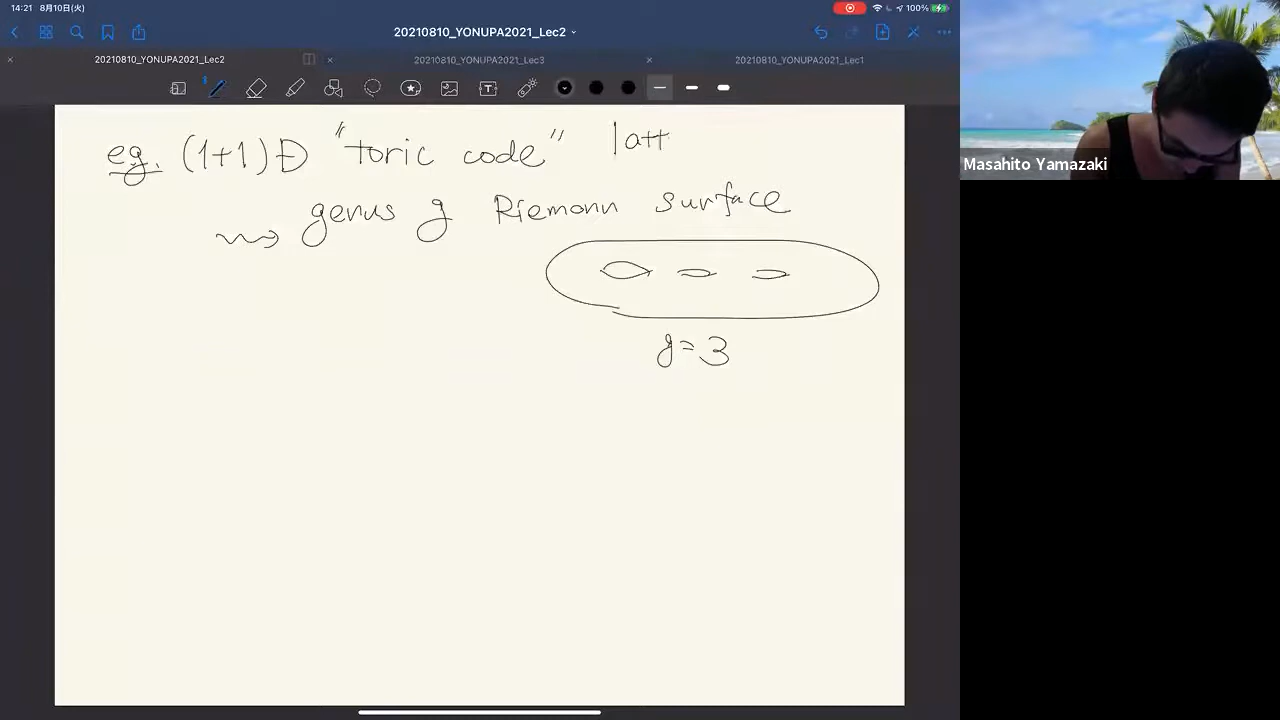 14:21 8月10日(火)
100%
20210810_YONUPA2021_Lec2
20210810_YONUPA2021_Lec2
20210810_YONUPA2021_Lec3
20210810_YONUPA2021_Lec1
Masahito Yamazaki
eg. (1+1)D "toric code" latt
⇝ genus g Riemann surface
g=3